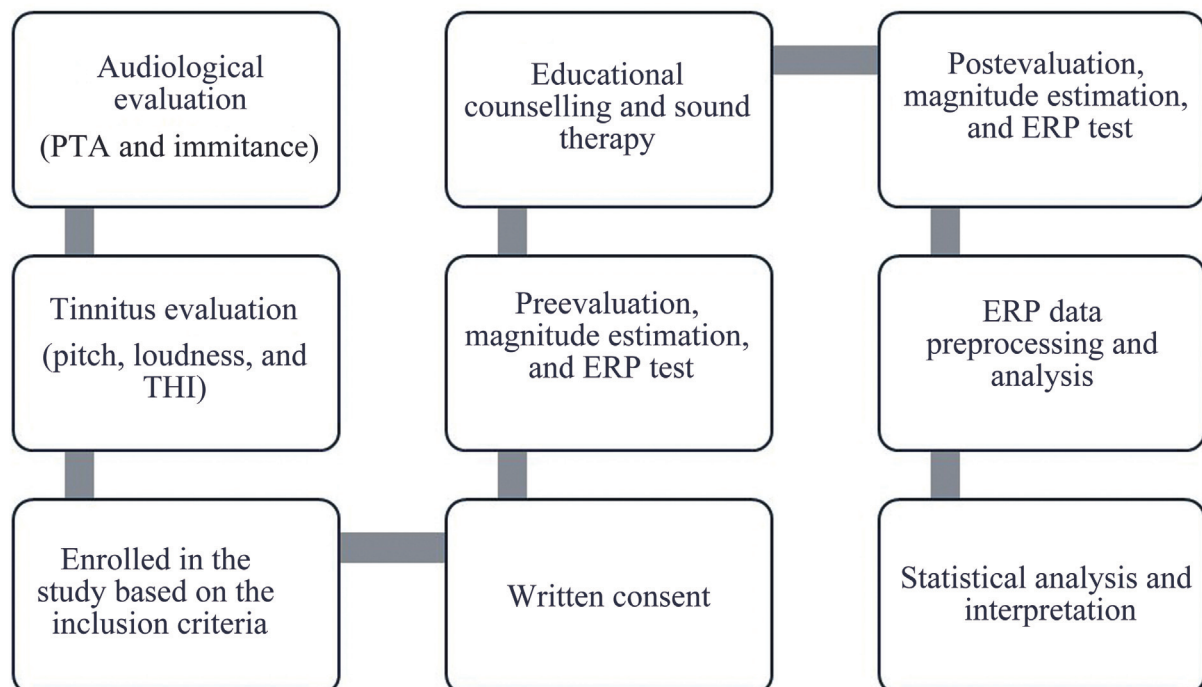 Audiological
evaluation
(PTA and immitance)
Tinnitus evaluation
(pitch, loudness, and
THI)
Enrolled in the
study based on the
inclusion criteria
Written consent
Preevaluation,
magnitude estimation,
and ERP test
Educational
counselling and sound
therapy
Postevaluation,
magnitude estimation,
and ERP test
ERP data
preprocessing and
analysis
Statistical analysis and
interpretation